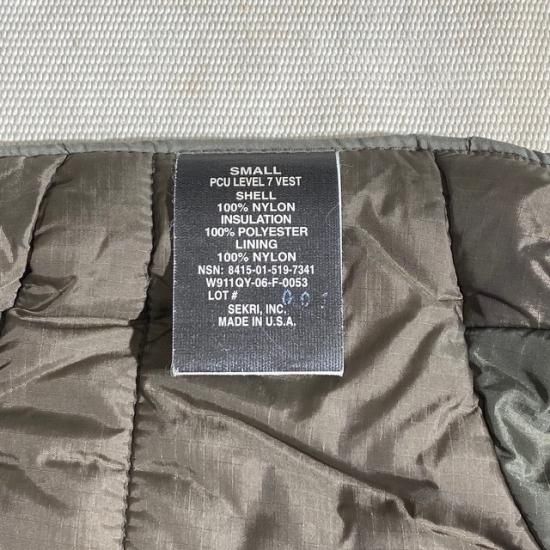 SMALL
PCU LEVEL 7 VEST
SHELL
100% NYLON
INSULATION
100% POLYESTER
LINING
100% NYLON
NSN: 8415-01-519-7341
W911QY-06-F-0053
LOT #
SEKRI, INC.
MADE IN U.S.A.